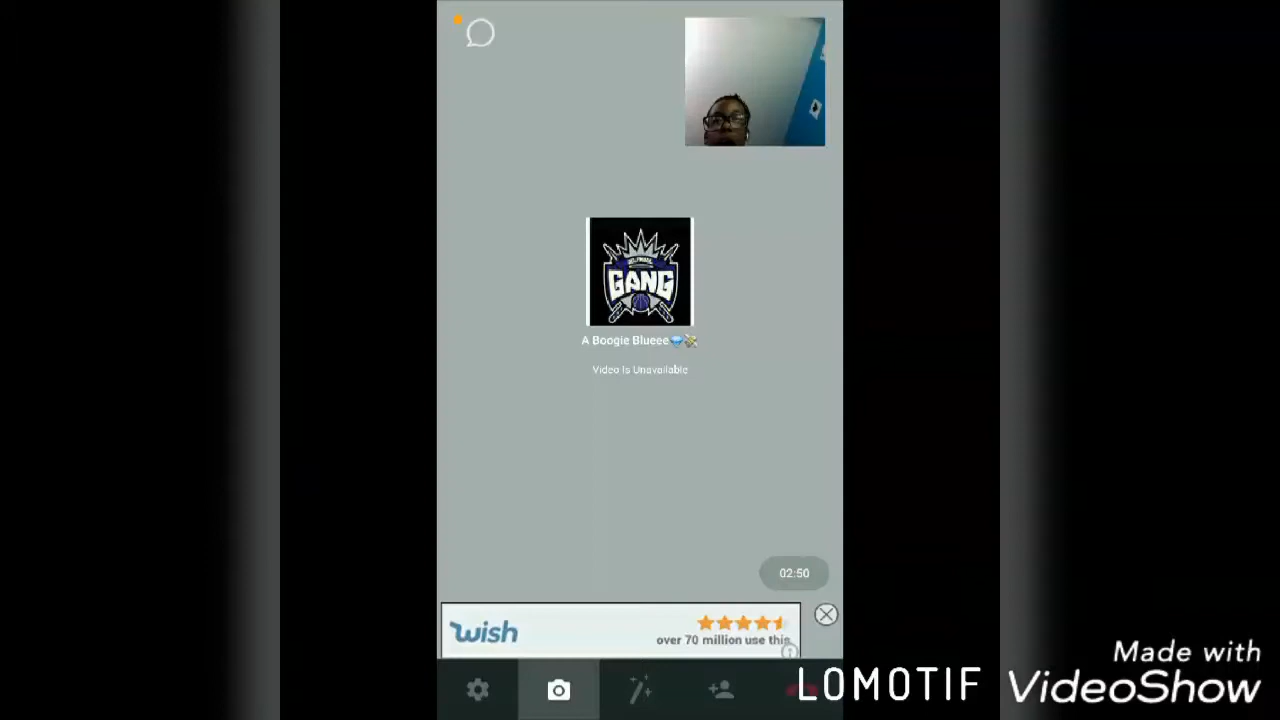 GANG
A Boogie Blueee💎💸
Video Is Unavailable
02:50
wish
over 70 million use this
LOMOTIF
Made with
VideoShow